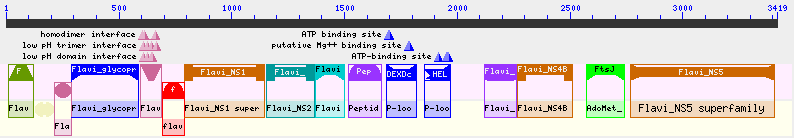 1 500 1000 1500 2000 2500 3000 3419
homodimer interface ATP binding site
low pH trimer interface putative Mg++ binding site
low pH domain interface ATP-binding site
F Flavi_glycopr Flavi_NS1 Flavi_ Flavi Pep DEXDc HEL Flavi_ Flavi_NS4B FtsJ Flavi_NS5
f
Flav Flavi_glycopr Flav Flavi_NS1 super Flavi_NS2 Flavi Peptid P-loo P-loo Flavi_ Flavi_NS4B AdoMet_ Flavi_NS5 superfamily
Fla flav